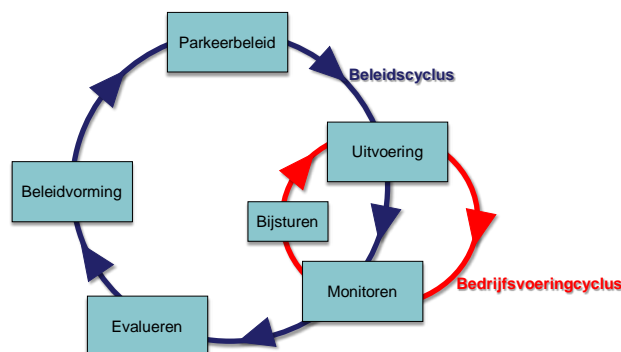 Parkeerbeleid
Beleidscyclus
Uitvoering
Beleidvorming
Bijsturen
Monitoren
Bedrijfsvoeringcyclus
Evalueren